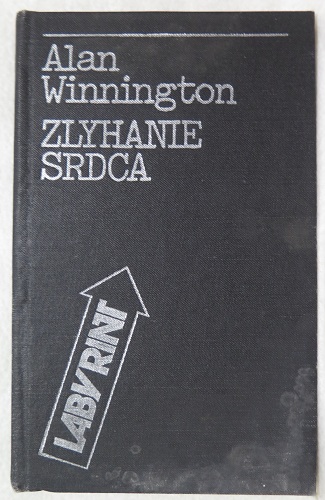 Alan
Winnington
ZLYHANIE
SRDCA
LABYRINT